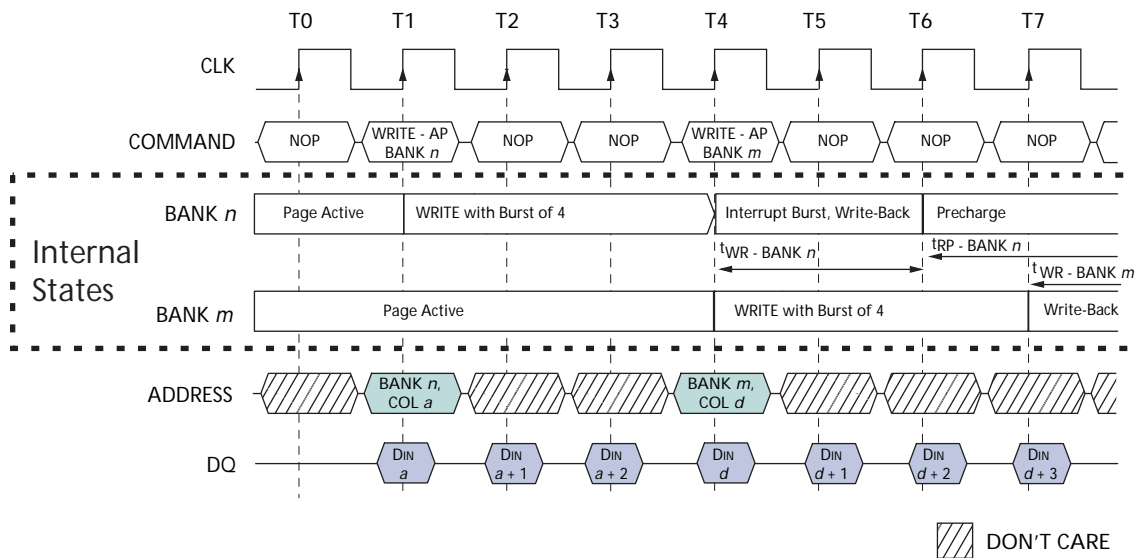 T0 T1 T2 T3 T4 T5 T6 T7
CLK
COMMAND NOP WRITE - AP BANK n NOP NOP WRITE - AP BANK m NOP NOP NOP
Internal States
BANK n Page Active WRITE with Burst of 4 Interrupt Burst, Write-Back Precharge
tWR - BANK n tRP - BANK n
tWR - BANK m
BANK m Page Active WRITE with Burst of 4 Write-Back
ADDRESS BANK n, COL a BANK m, COL d
DQ DIN a DIN a + 1 DIN a + 2 DIN d DIN d + 1 DIN d + 2 DIN d + 3
DON'T CARE